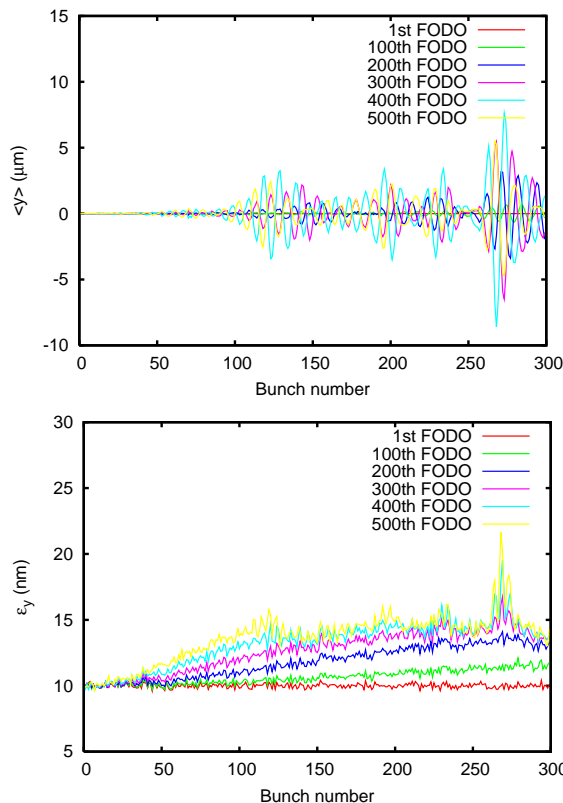 15
10
5
0
-5
-10
<y> (μm)
1st FODO
100th FODO
200th FODO
300th FODO
400th FODO
500th FODO
0 50 100 150 200 250 300
Bunch number
30
25
20
15
10
5
εy (nm)
1st FODO
100th FODO
200th FODO
300th FODO
400th FODO
500th FODO
0 50 100 150 200 250 300
Bunch number